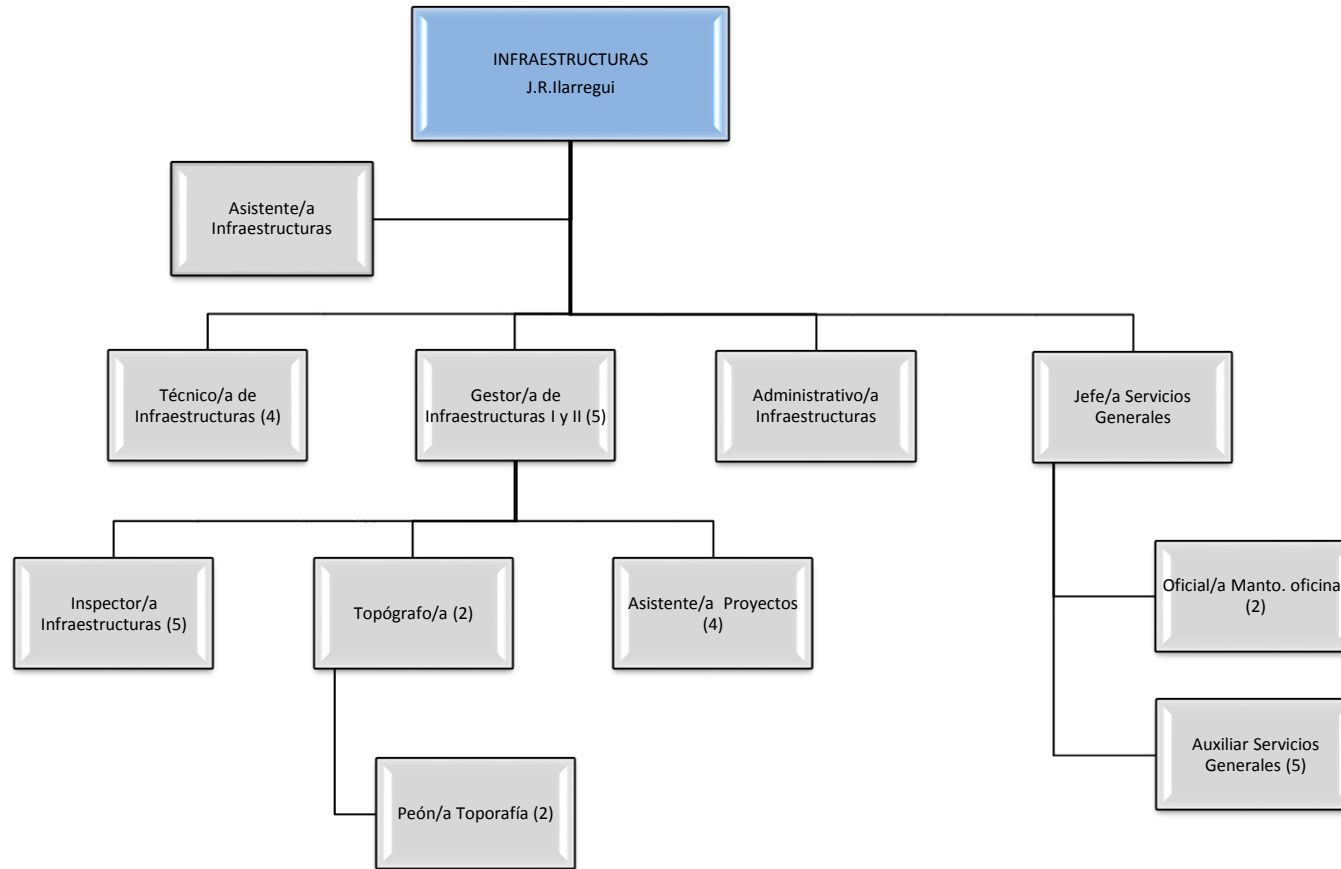 INFRAESTRUCTURAS
J.R.Ilarregui
Asistente/a
Infraestructuras
Técnico/a de
Infraestructuras (4)
Gestor/a de
Infraestructuras I y II (5)
Administrativo/a
Infraestructuras
Jefe/a Servicios
Generales
Inspector/a
Infraestructuras (5)
Topógrafo/a (2)
Asistente/a Proyectos
(4)
Oficial/a Manto. oficina
(2)
Auxiliar Servicios
Generales (5)
Peón/a Toporafía (2)